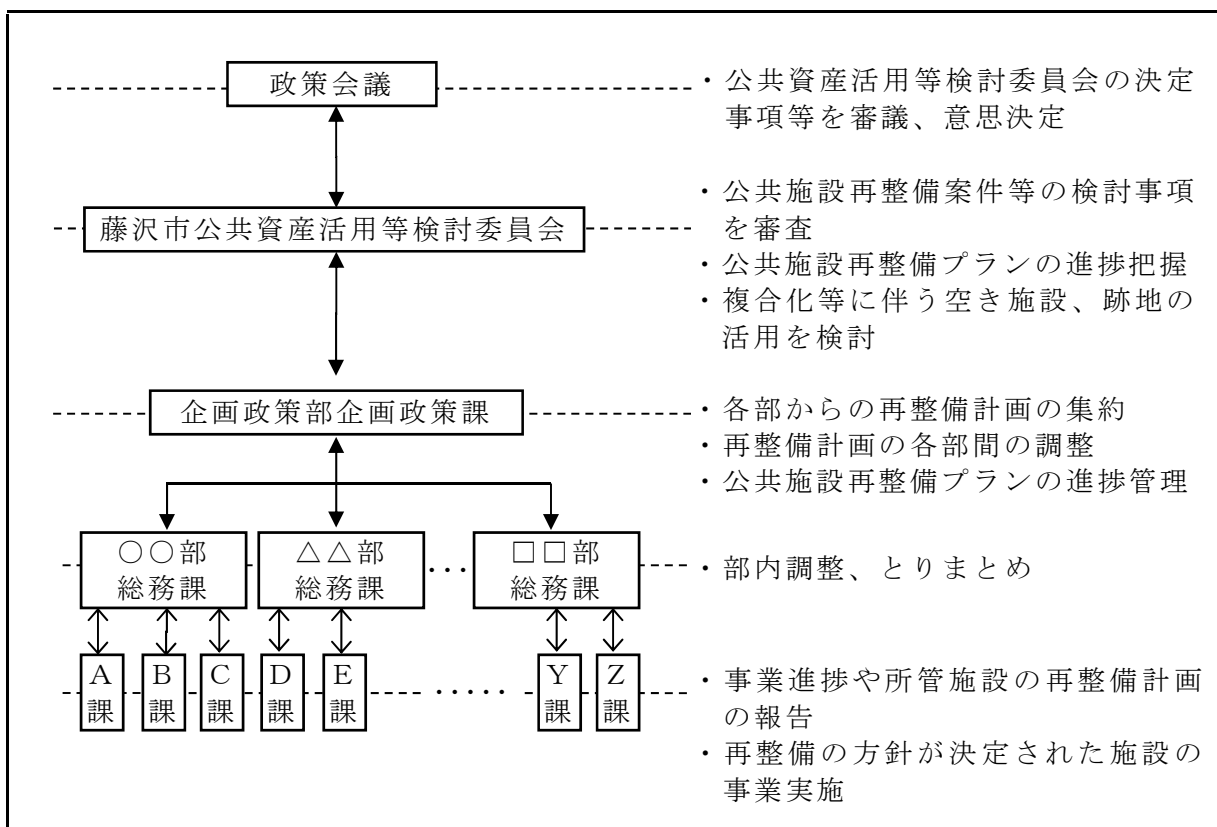 政策会議
・公共資産活用等検討委員会の決定
事項等を審議、意思決定
藤沢市公共資産活用等検討委員会
・公共施設再整備案件等の検討事項
を審査
・公共施設再整備プランの進捗把握
・複合化等に伴う空き施設、跡地の
活用を検討
企画政策部企画政策課
・各部からの再整備計画の集約
・再整備計画の各部間の調整
・公共施設再整備プランの進捗管理
○○部
総務課
△△部
総務課
・・・
□□部
総務課
・部内調整、とりまとめ
A
課
B
課
C
課
D
課
E
課
・・・・・
Y
課
Z
課
・事業進捗や所管施設の再整備計画
の報告
・再整備の方針が決定された施設の
事業実施